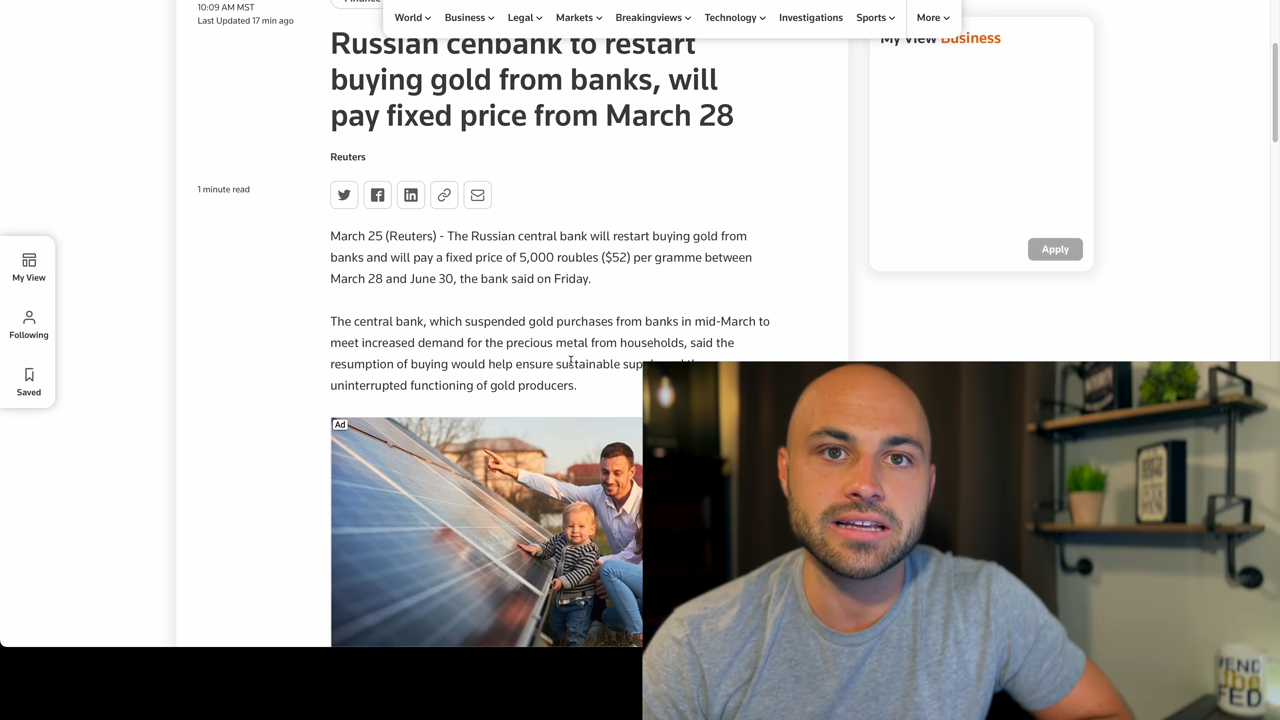 World
Business
Legal
Markets
Breakingviews
Technology
Investigations
Sports
More
10:09 AM MST
Last Updated 17 min ago
Russian cenbank to restart
buying gold from banks, will
pay fixed price from March 28
Reuters
1 minute read
March 25 (Reuters) - The Russian central bank will restart buying gold from
banks and will pay a fixed price of 5,000 roubles ($52) per gramme between
March 28 and June 30, the bank said on Friday.
The central bank, which suspended gold purchases from banks in mid-March to
meet increased demand for the precious metal from households, said the
resumption of buying would help ensure sustainable
uninterrupted functioning of gold producers.
Ad
My View Business
Apply
My View
Following
Saved
FED